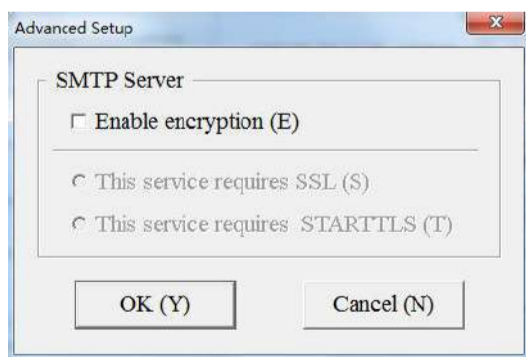 Advanced Setup
SMTP Server
Enable encryption (E)
This service requires SSL (S)
This service requires STARTTLS (T)
OK (Y)
Cancel (N)